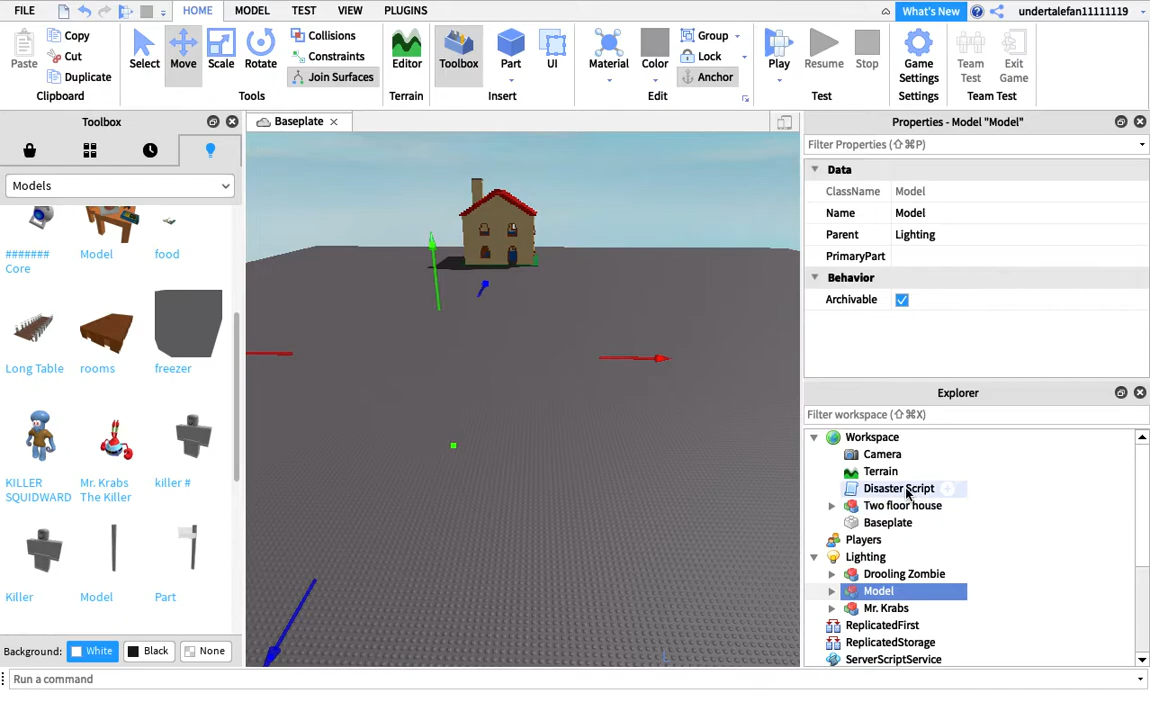 FILE HOME MODEL TEST VIEW PLUGINS What's New undertalefan11111119
Paste Copy Cut Duplicate Select Move Scale Rotate Collisions Constraints Join Surfaces Editor Toolbox Part UI Material Color Group Lock Anchor Play Resume Stop Game Settings Team Test Exit Game
Clipboard Tools Terrain Insert Edit Test Settings Team Test
Toolbox
Models
####### Core
Model
food
Long Table
rooms
freezer
KILLER SQUIDWARD
Mr. Krabs The Killer
killer #
Killer
Model
Part
Background: White Black None
Baseplate
Properties - Model "Model"
Filter Properties (⇧⌘P)
Data
ClassName Model
Name Model
Parent Lighting
PrimaryPart
Behavior
Archivable
Explorer
Filter workspace (⇧⌘X)
Workspace
Camera
Terrain
Disaster Script
Two floor house
Baseplate
Players
Lighting
Drooling Zombie
Model
Mr. Krabs
ReplicatedFirst
ReplicatedStorage
ServerScriptService
Run a command